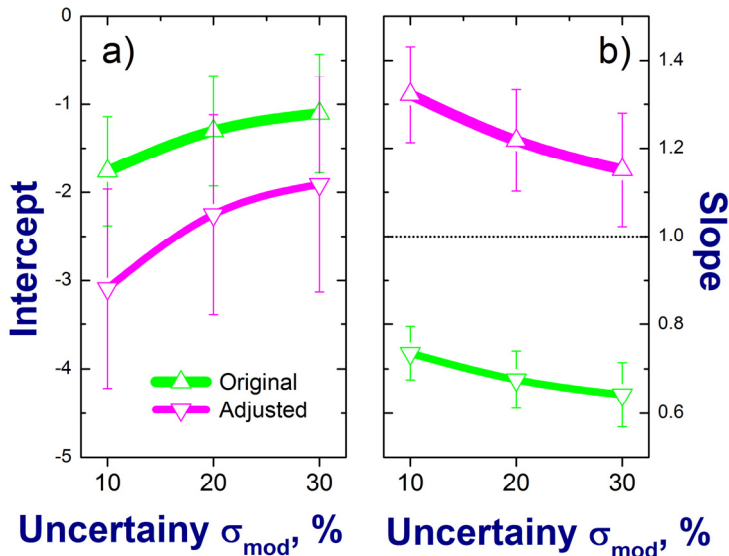 a)
b)
0
-1
-2
-3
-4
-5
Intercept
Original
Adjusted
10 20 30
Uncertainy σmod, %
1.4
1.2
1.0
0.8
0.6
Slope
10 20 30
Uncertainy σmod, %